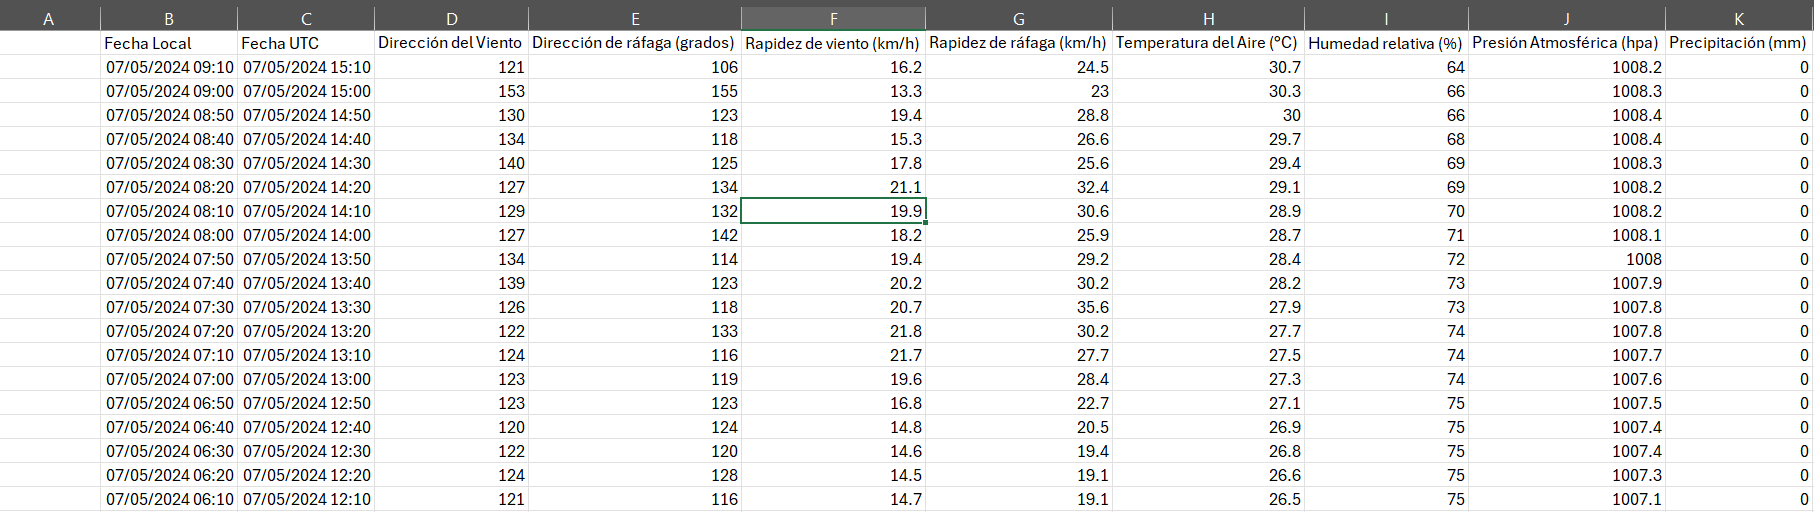 A B C D E F G H I J K
Fecha Local Fecha UTC Dirección del Viento Dirección de ráfaga (grados) Rapidez de viento (km/h) Rapidez de ráfaga (km/h) Temperatura del Aire (°C) Humedad relativa (%) Presión Atmosférica (hpa) Precipitación (mm)
07/05/2024 09:10 07/05/2024 15:10 121 106 16.2 24.5 30.7 64 1008.2 0
07/05/2024 09:00 07/05/2024 15:00 153 155 13.3 23 30.3 66 1008.3 0
07/05/2024 08:50 07/05/2024 14:50 130 123 19.4 28.8 30 66 1008.4 0
07/05/2024 08:40 07/05/2024 14:40 134 118 15.3 26.6 29.7 68 1008.4 0
07/05/2024 08:30 07/05/2024 14:30 140 125 17.8 25.6 29.4 69 1008.3 0
07/05/2024 08:20 07/05/2024 14:20 127 134 21.1 32.4 29.1 69 1008.2 0
07/05/2024 08:10 07/05/2024 14:10 129 132 19.9 30.6 28.9 70 1008.2 0
07/05/2024 08:00 07/05/2024 14:00 127 142 18.2 25.9 28.7 71 1008.1 0
07/05/2024 07:50 07/05/2024 13:50 134 114 19.4 29.2 28.4 72 1008 0
07/05/2024 07:40 07/05/2024 13:40 139 123 20.2 30.2 28.2 73 1007.9 0
07/05/2024 07:30 07/05/2024 13:30 126 118 20.7 35.6 27.9 73 1007.8 0
07/05/2024 07:20 07/05/2024 13:20 122 133 21.8 30.2 27.7 74 1007.8 0
07/05/2024 07:10 07/05/2024 13:10 124 116 21.7 27.7 27.5 74 1007.7 0
07/05/2024 07:00 07/05/2024 13:00 123 119 19.6 28.4 27.3 74 1007.6 0
07/05/2024 06:50 07/05/2024 12:50 123 123 16.8 22.7 27.1 75 1007.5 0
07/05/2024 06:40 07/05/2024 12:40 120 124 14.8 20.5 26.9 75 1007.4 0
07/05/2024 06:30 07/05/2024 12:30 122 120 14.6 19.4 26.8 75 1007.4 0
07/05/2024 06:20 07/05/2024 12:20 124 128 14.5 19.1 26.6 75 1007.3 0
07/05/2024 06:10 07/05/2024 12:10 121 116 14.7 19.1 26.5 75 1007.1 0